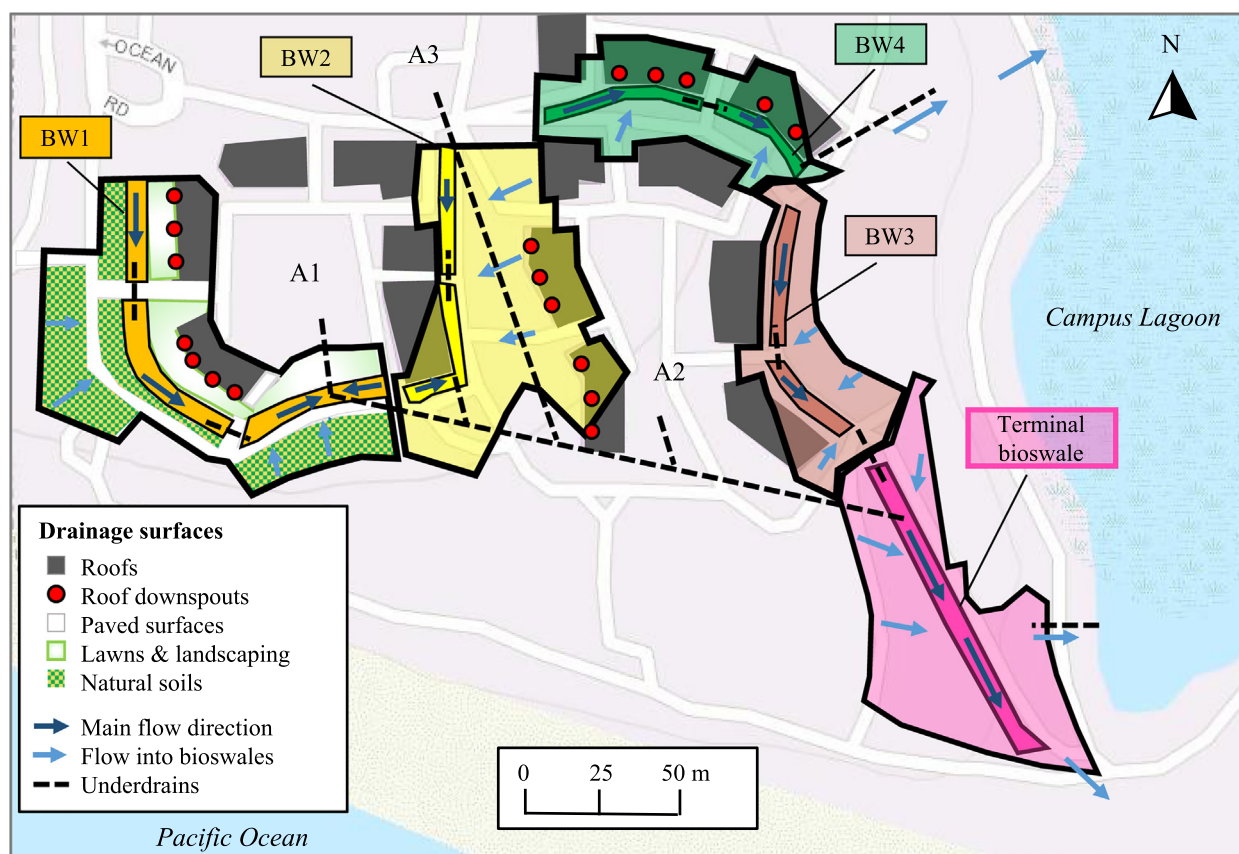 OCEAN
RD
BW1
BW2
A3
BW4
N
A1
BW3
A2
Campus Lagoon
Terminal
bioswale
Drainage surfaces
Roofs
Roof downspouts
Paved surfaces
Lawns & landscaping
Natural soils
Main flow direction
Flow into bioswales
Underdrains
0 25 50 m
Pacific Ocean